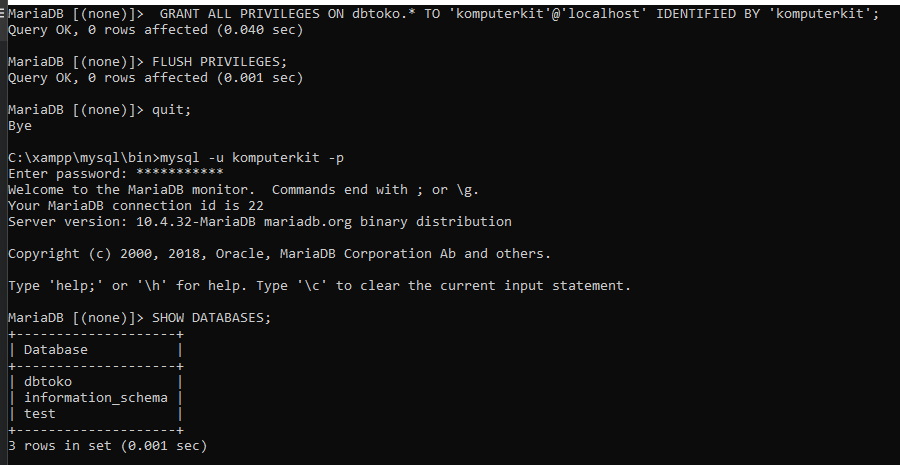 MariaDB [(none)]>  GRANT ALL PRIVILEGES ON dbtoko.* TO 'komputerkit'@'localhost' IDENTIFIED BY 'komputerkit';
Query OK, 0 rows affected (0.040 sec)

MariaDB [(none)]> FLUSH PRIVILEGES;
Query OK, 0 rows affected (0.001 sec)

MariaDB [(none)]> quit;
Bye

C:\xampp\mysql\bin>mysql -u komputerkit -p
Enter password: ***********
Welcome to the MariaDB monitor.  Commands end with ; or \g.
Your MariaDB connection id is 22
Server version: 10.4.32-MariaDB mariadb.org binary distribution

Copyright (c) 2000, 2018, Oracle, MariaDB Corporation Ab and others.

Type 'help;' or '\h' for help. Type '\c' to clear the current input statement.

MariaDB [(none)]> SHOW DATABASES;
+--------------------+
| Database           |
+--------------------+
| dbtoko             |
| information_schema |
| test               |
+--------------------+
3 rows in set (0.001 sec)